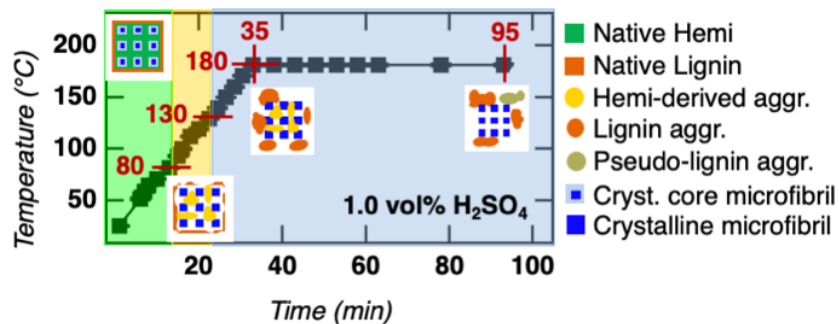 Temperature (°C)
200
150
100
50
35
95
180
130
80
1.0 vol% H₂SO₄
20
40
60
80
100
Time (min)
Native Hemi
Native Lignin
Hemi-derived aggr.
Lignin aggr.
Pseudo-lignin aggr.
Cryst. core microfibril
Crystalline microfibril